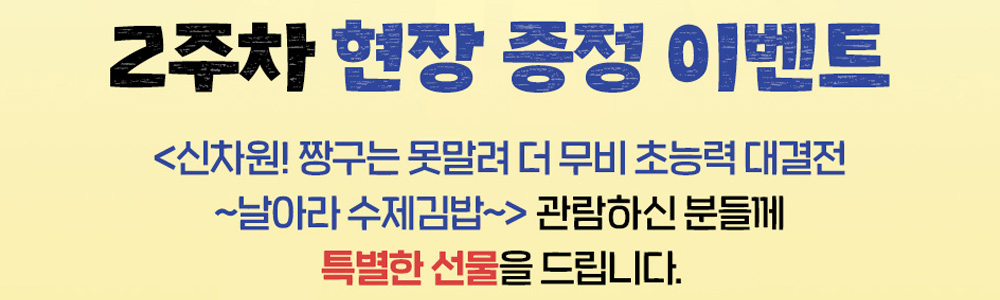 2주차 현장 증정 이벤트
<신차원! 짱구는 못말려 더 무비 초능력 대결전
~날아라 수제김밥~> 관람하신 분들께
특별한 선물을 드립니다.